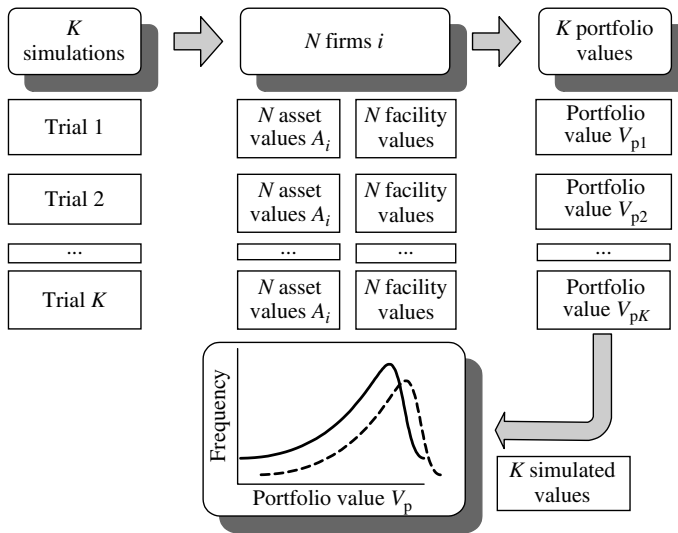 K
simulations
N firms i
K portfolio
values
Trial 1
N asset
values A_i
N facility
values
Portfolio
value V_p1
Trial 2
N asset
values A_i
N facility
values
Portfolio
value V_p2
...
...
...
...
Trial K
N asset
values A_i
N facility
values
Portfolio
value V_pK
Frequency
Portfolio value V_p
K simulated
values